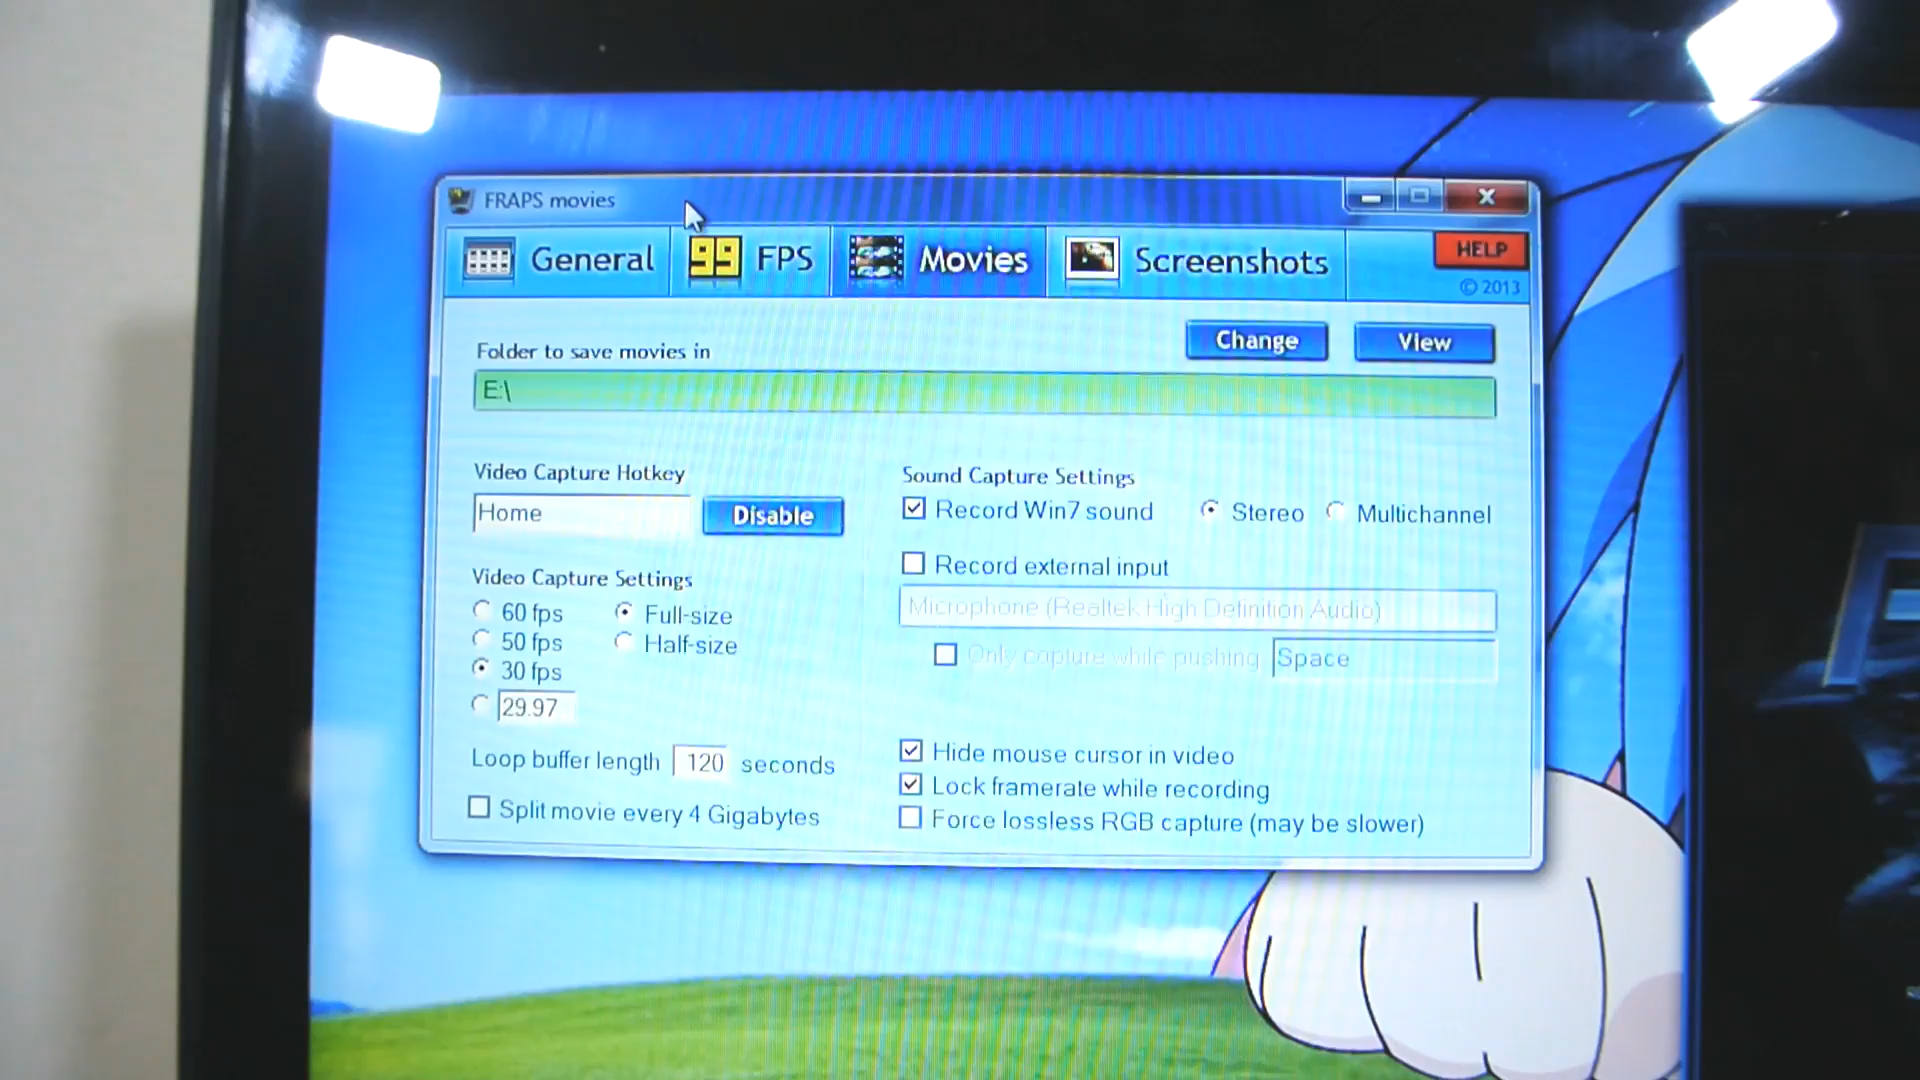 FRAPS movies
General
99 FPS
Movies
Screenshots
HELP
© 2013
Folder to save movies in
Change
View
E:\
Video Capture Hotkey
Home
Disable
Video Capture Settings
60 fps
50 fps
30 fps
29.97
Full-size
Half-size
Loop buffer length 120 seconds
Split movie every 4 Gigabytes
Sound Capture Settings
Record Win7 sound
Stereo
Multichannel
Record external input
Microphone (Realtek High Definition Audio)
Only capture while pushing Space
Hide mouse cursor in video
Lock framerate while recording
Force lossless RGB capture (may be slower)